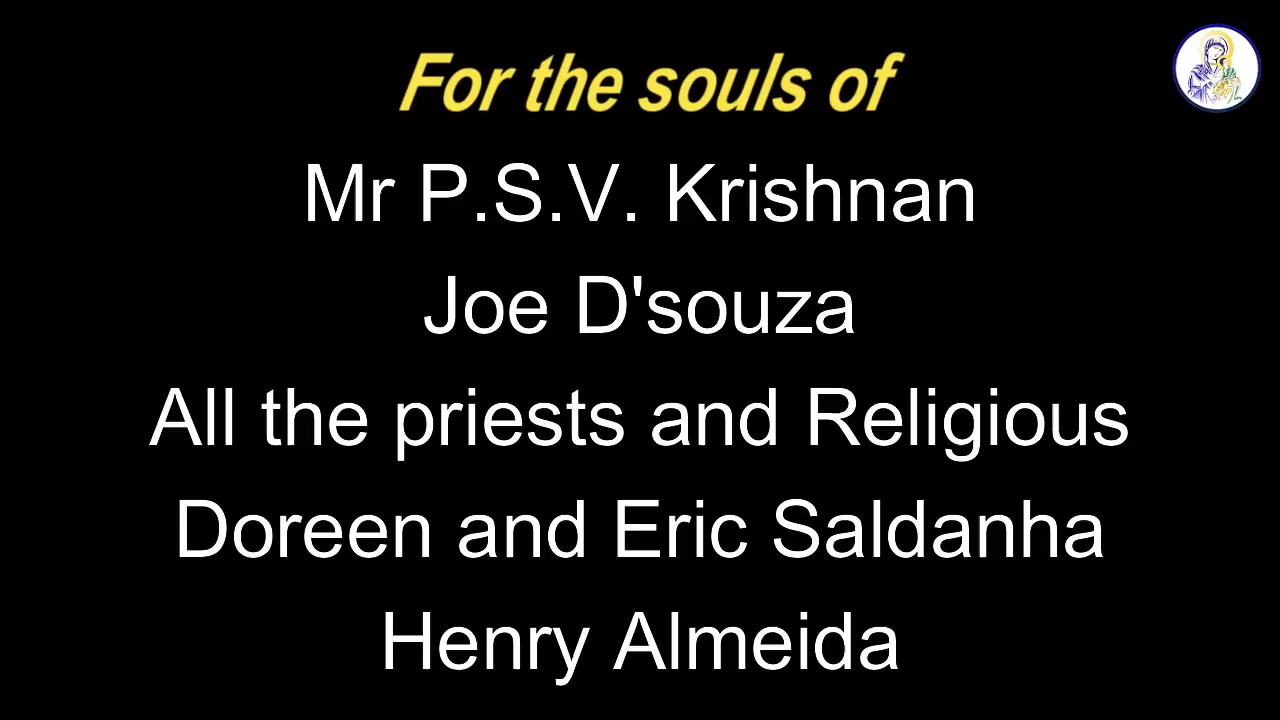 For the souls of
Mr P.S.V. Krishnan
Joe D'souza
All the priests and Religious
Doreen and Eric Saldanha
Henry Almeida